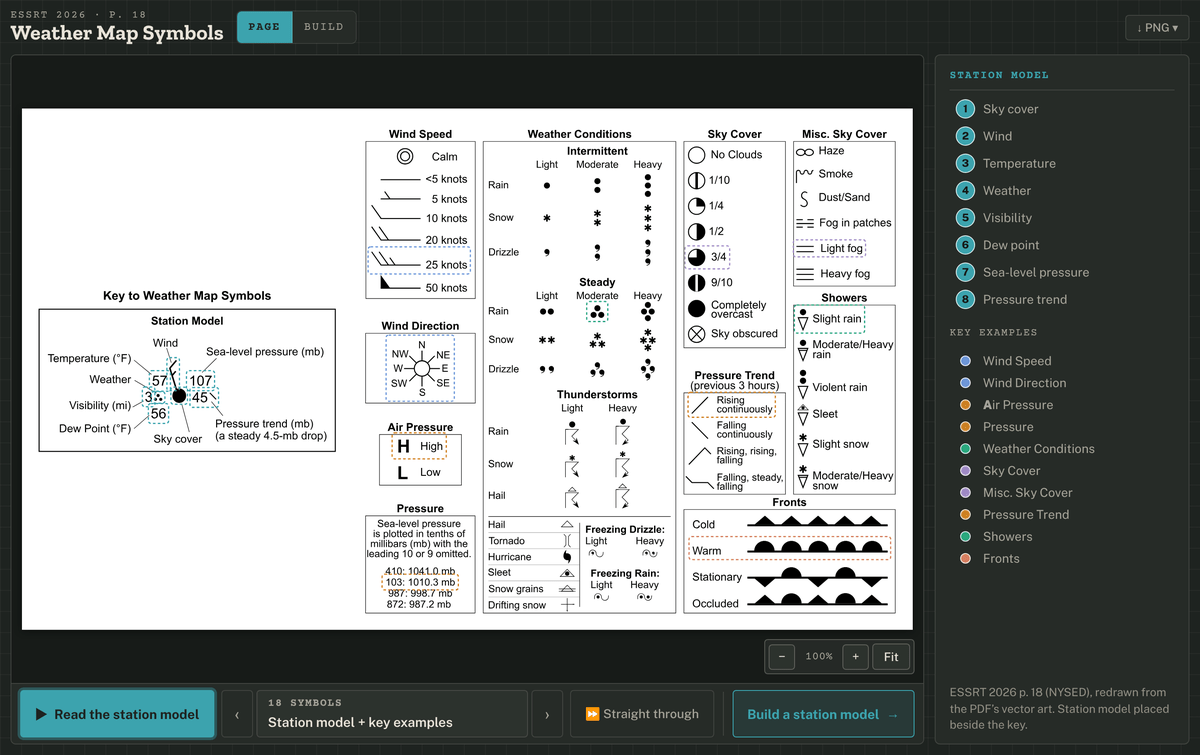 ESSRT 2026 · P. 18
Weather Map Symbols
PAGE
BUILD
↓ PNG ▾
Key to Weather Map Symbols
Station Model
Wind
Temperature (°F)
Sea-level pressure (mb)
57
107
Weather
3
45
Visibility (mi)
56
Dew Point (°F)
Pressure trend (mb)
(a steady 4.5-mb drop)
Sky cover
Wind Speed
Calm
<5 knots
5 knots
10 knots
20 knots
25 knots
50 knots
Wind Direction
N
NW
NE
W
E
SW
SE
S
Air Pressure
H High
L Low
Pressure
Sea-level pressure
is plotted in tenths of
millibars (mb) with the
leading 10 or 9 omitted.
410: 1041.0 mb
103: 1010.3 mb
987: 998.7 mb
872: 987.2 mb
Weather Conditions
Intermittent
Light Moderate Heavy
Rain
Snow
Drizzle
Steady
Light Moderate Heavy
Rain
Snow
Drizzle
Thunderstorms
Light Heavy
Rain
Snow
Hail
Hail
Tornado
Hurricane
Sleet
Snow grains
Drifting snow
Freezing Drizzle:
Light Heavy
Freezing Rain:
Light Heavy
Sky Cover
No Clouds
1/10
1/4
1/2
3/4
9/10
Completely
overcast
Sky obscured
Pressure Trend
(previous 3 hours)
Rising
continuously
Falling
continuously
Rising, rising,
falling
Falling, steady,
falling
Misc. Sky Cover
Haze
Smoke
Dust/Sand
Fog in patches
Light fog
Heavy fog
Showers
Slight rain
Moderate/Heavy
rain
Violent rain
Sleet
Slight snow
Moderate/Heavy
snow
Fronts
Cold
Warm
Stationary
Occluded
− 100% + Fit
▶ Read the station model
‹
18 SYMBOLS
Station model + key examples
›
⏩ Straight through
Build a station model →
STATION MODEL
1 Sky cover
2 Wind
3 Temperature
4 Weather
5 Visibility
6 Dew point
7 Sea-level pressure
8 Pressure trend
KEY EXAMPLES
Wind Speed
Wind Direction
Air Pressure
Pressure
Weather Conditions
Sky Cover
Misc. Sky Cover
Pressure Trend
Showers
Fronts
ESSRT 2026 p. 18 (NYSED), redrawn from
the PDF's vector art. Station model placed
beside the key.